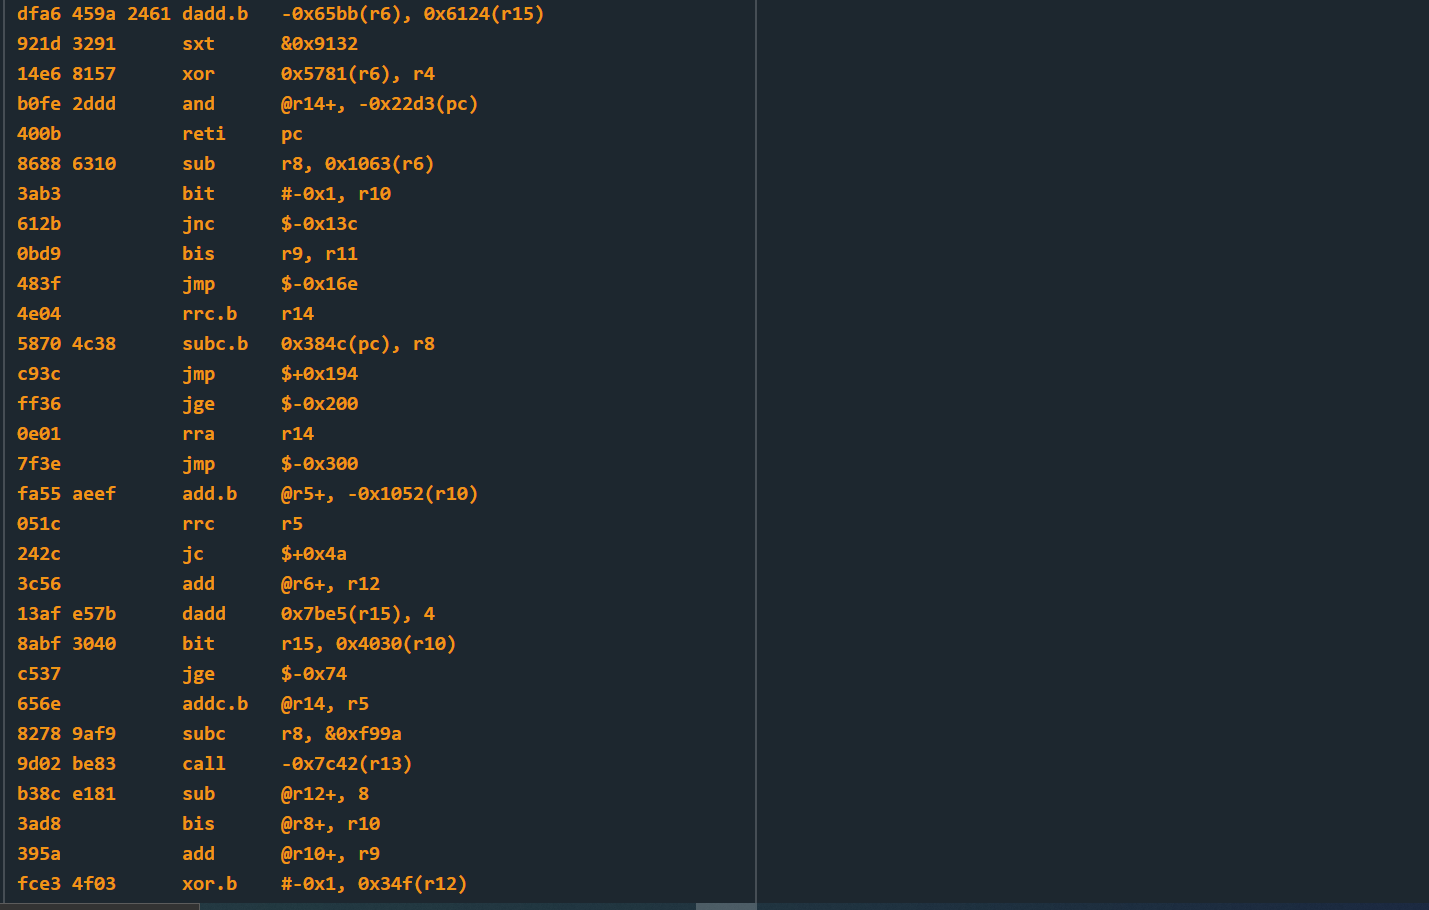 dfa6 459a 2461 dadd.b -0x65bb(r6), 0x6124(r15)
921d 3291 sxt &0x9132
14e6 8157 xor 0x5781(r6), r4
b0fe 2ddd and @r14+, -0x22d3(pc)
400b reti pc
8688 6310 sub r8, 0x1063(r6)
3ab3 bit #-0x1, r10
612b jnc $-0x13c
0bd9 bis r9, r11
483f jmp $-0x16e
4e04 rrc.b r14
5870 4c38 subc.b 0x384c(pc), r8
c93c jmp $+0x194
ff36 jge $-0x200
0e01 rra r14
7f3e jmp $-0x300
fa55 aeef add.b @r5+, -0x1052(r10)
051c rrc r5
242c jc $+0x4a
3c56 add @r6+, r12
13af e57b dadd 0x7be5(r15), 4
8abf 3040 bit r15, 0x4030(r10)
c537 jge $-0x74
656e addc.b @r14, r5
8278 9af9 subc r8, &0xf99a
9d02 be83 call -0x7c42(r13)
b38c e181 sub @r12+, 8
3ad8 bis @r8+, r10
395a add @r10+, r9
fce3 4f03 xor.b #-0x1, 0x34f(r12)